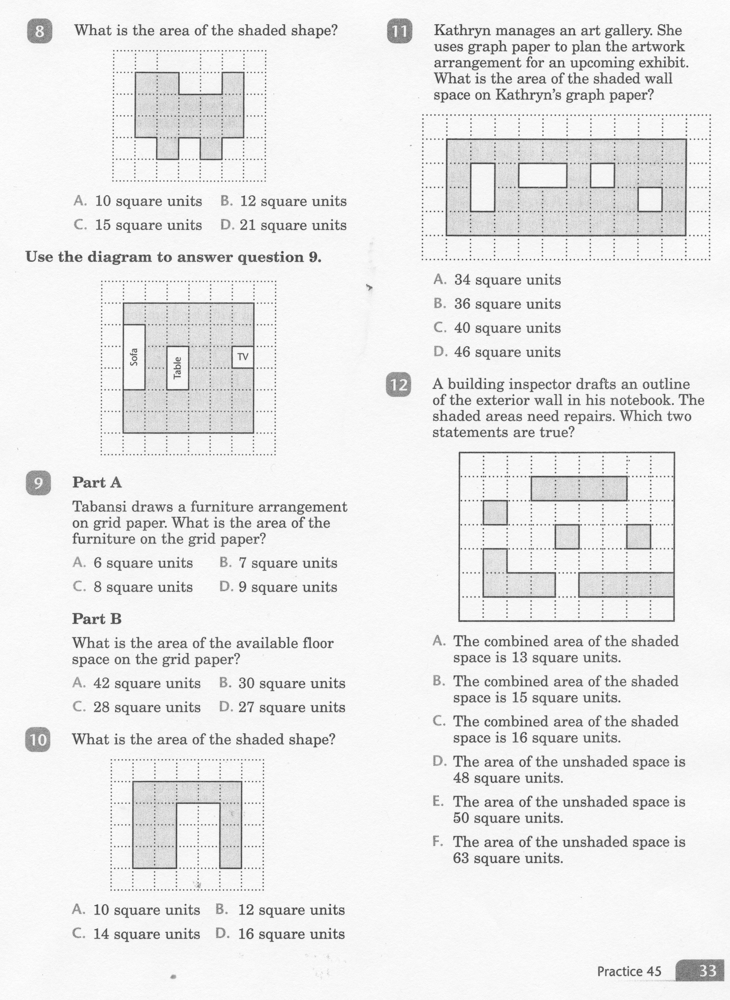 8 What is the area of the shaded shape?
A. 10 square units B. 12 square units
C. 15 square units D. 21 square units
Use the diagram to answer question 9.
Sofa
Table
TV
9 Part A
Tabansi draws a furniture arrangement
on grid paper. What is the area of the
furniture on the grid paper?
A. 6 square units B. 7 square units
C. 8 square units D. 9 square units
Part B
What is the area of the available floor
space on the grid paper?
A. 42 square units B. 30 square units
C. 28 square units D. 27 square units
10 What is the area of the shaded shape?
A. 10 square units B. 12 square units
C. 14 square units D. 16 square units
11 Kathryn manages an art gallery. She
uses graph paper to plan the artwork
arrangement for an upcoming exhibit.
What is the area of the shaded wall
space on Kathryn's graph paper?
A. 34 square units
B. 36 square units
C. 40 square units
D. 46 square units
12 A building inspector drafts an outline
of the exterior wall in his notebook. The
shaded areas need repairs. Which two
statements are true?
A. The combined area of the shaded
space is 13 square units.
B. The combined area of the shaded
space is 15 square units.
C. The combined area of the shaded
space is 16 square units.
D. The area of the unshaded space is
48 square units.
E. The area of the unshaded space is
50 square units.
F. The area of the unshaded space is
63 square units.
Practice 45 33